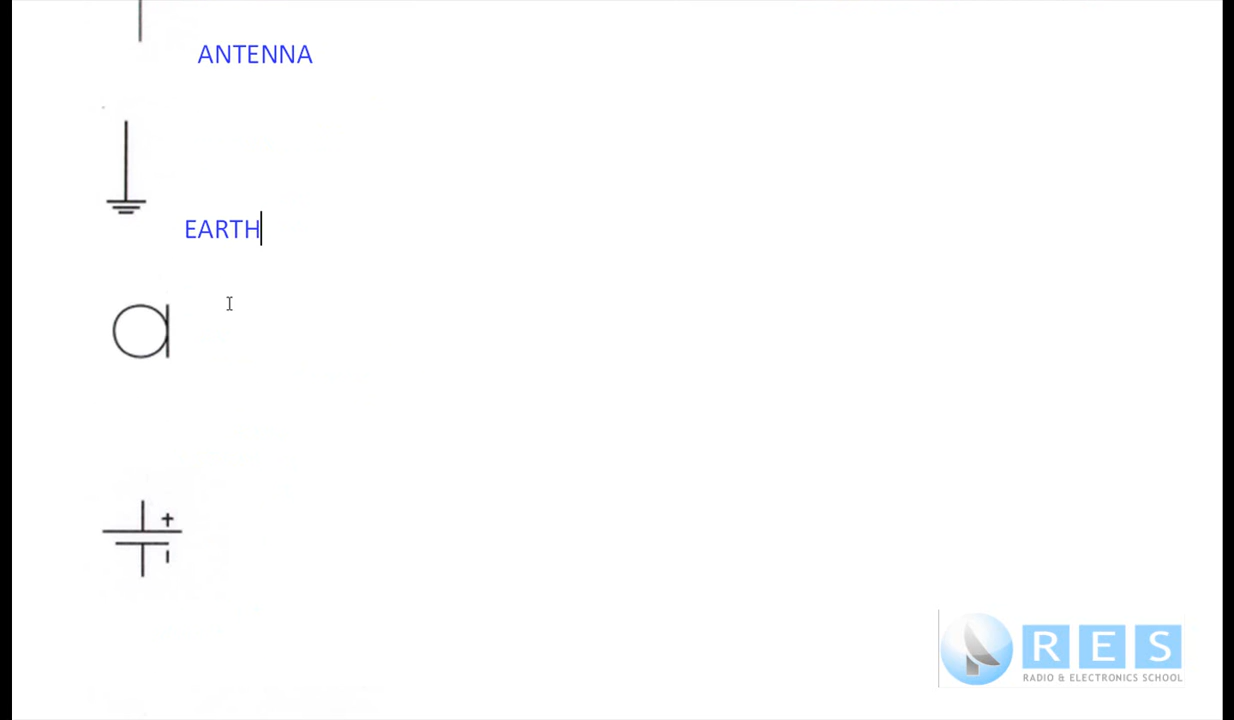 ANTENNA
EARTH
+
RES
RADIO & ELECTRONICS SCHOOL